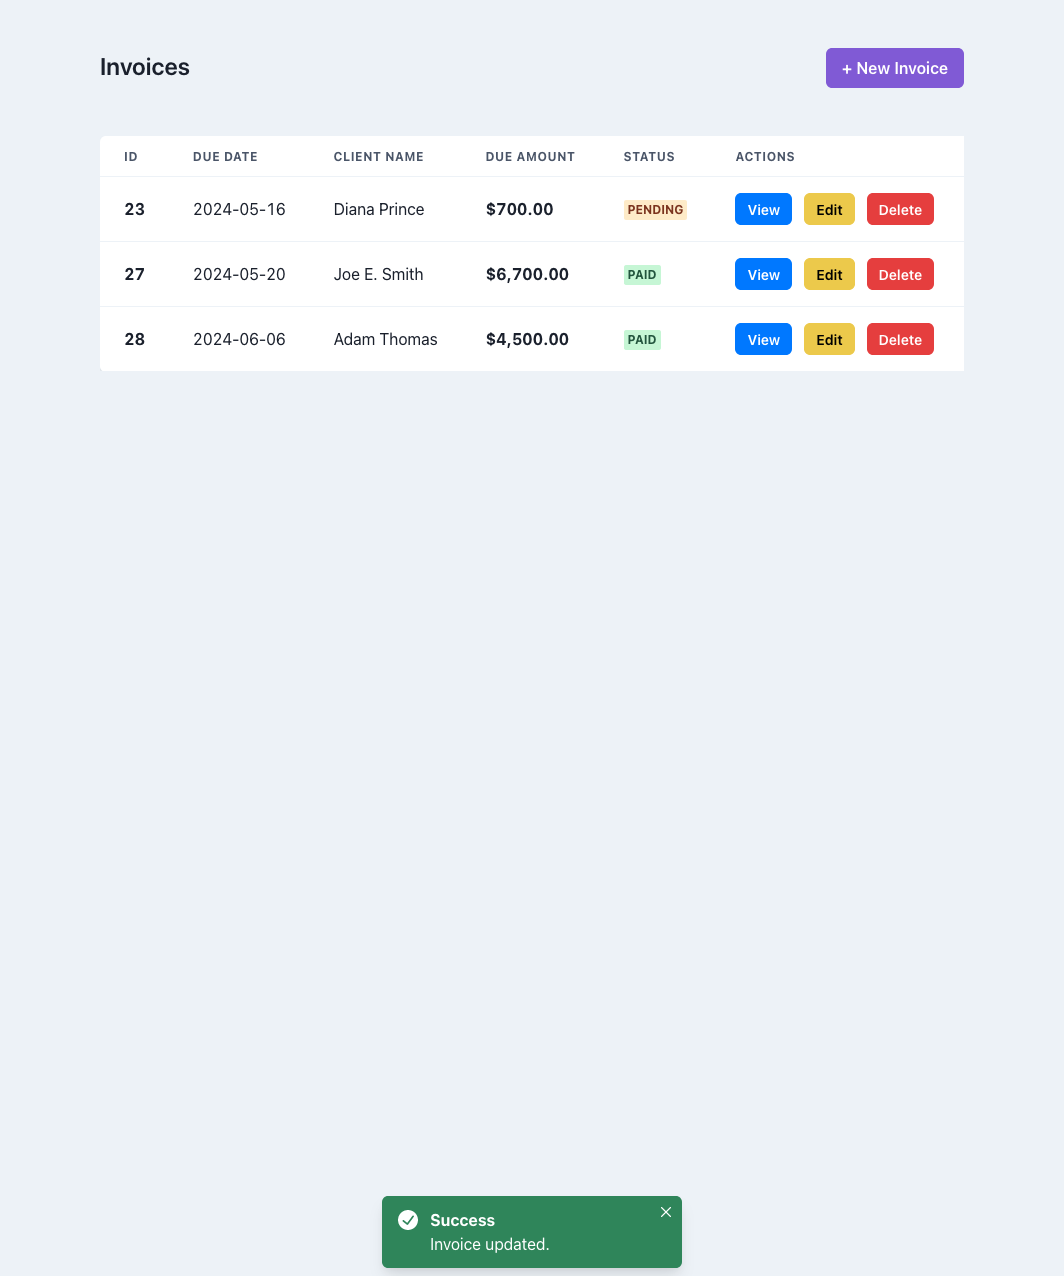 Invoices
+ New Invoice
ID DUE DATE CLIENT NAME DUE AMOUNT STATUS ACTIONS
23 2024-05-16 Diana Prince $700.00 PENDING View Edit Delete
27 2024-05-20 Joe E. Smith $6,700.00 PAID View Edit Delete
28 2024-06-06 Adam Thomas $4,500.00 PAID View Edit Delete
Success
Invoice updated.